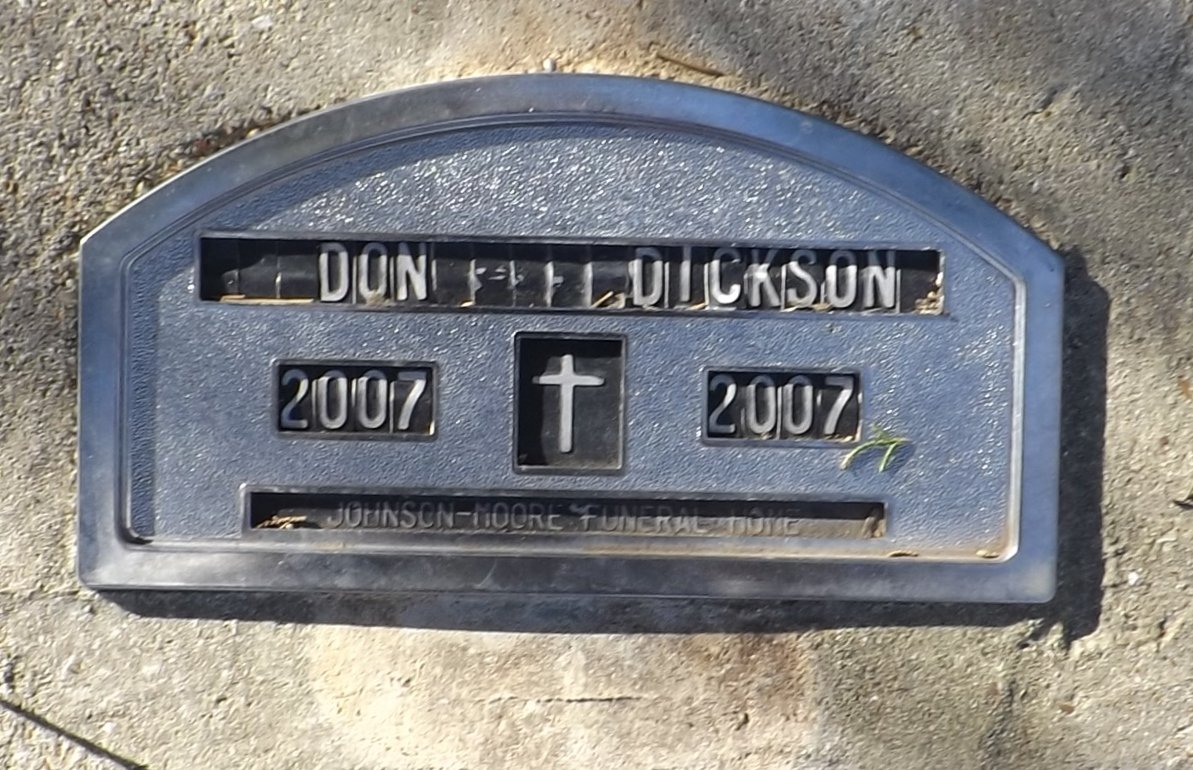 DON DICKSON
2007 2007
JOHNSON-MOORE FUNERAL HOME